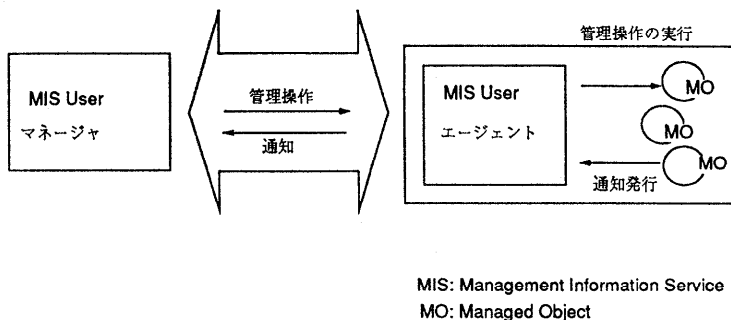 管理操作の実行
MIS User
マネージャ
管理操作
通知
MIS User
エージェント
MO
MO
MO
通知発行
MIS: Management Information Service
MO: Managed Object